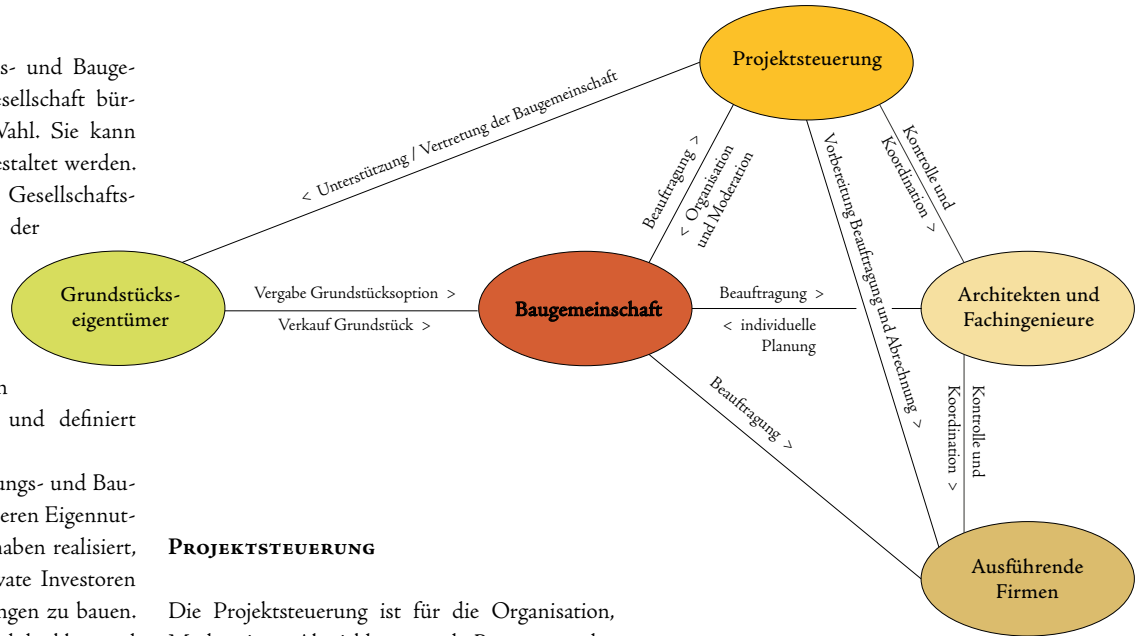 s- und Bauge-
esellschaft bür-
Wahl. Sie kann
estaltet werden.
Gesellschafts-
der
und definiert
ungs- und Bau-
eren Eigennut-
haben realisiert,
vate Investoren
ngen zu bauen.
Projektsteuerung
< Unterstützung / Vertretung der Baugemeinschaft
Beauftragung >
< Organisation
und Moderation
Vorbereitung Beauftragung und Abrechnung >
Kontrolle und
Koordination >
Grundstücks-
eigentümer
Vergabe Grundstücksoption >
Verkauf Grundstück >
Baugemeinschaft
Beauftragung >
< individuelle
Planung
Architekten und
Fachingenieure
Beauftragung >
Kontrolle und
Koordination >
Ausführende
Firmen
Projektsteuerung
Die Projektsteuerung ist für die Organisation,